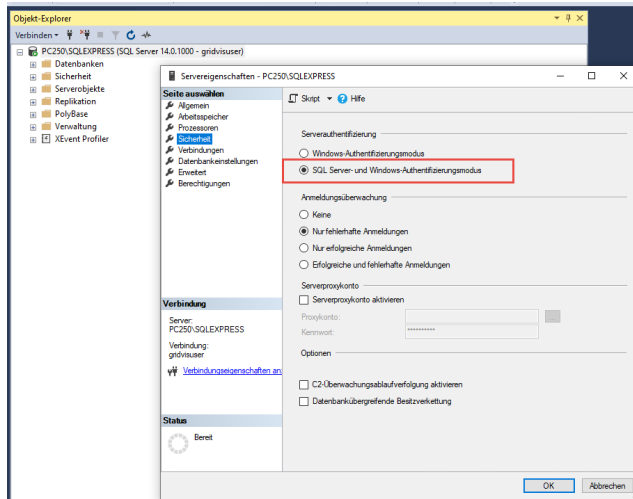 Objekt-Explorer
Verbinden
PC250\SQLEXPRESS (SQL Server 14.0.1000 - gridvisuser)
Datenbanken
Sicherheit
Serverobjekte
Replikation
PolyBase
Verwaltung
XEvent Profiler
Servereigenschaften - PC250\SQLEXPRESS
Seite auswählen
Allgemein
Arbeitsspeicher
Prozessoren
Sicherheit
Verbindungen
Datenbankeinstellungen
Erweitert
Berechtigungen
Skript
Hilfe
Serverauthentifizierung
Windows-Authentifizierungsmodus
SQL Server- und Windows-Authentifizierungsmodus
Anmeldungsüberwachung
Keine
Nur fehlerhafte Anmeldungen
Nur erfolgreiche Anmeldungen
Erfolgreiche und fehlerhafte Anmeldungen
Serverproxykonto
Serverproxykonto aktivieren
Proxykonto:
...
Kennwort:
**********
Optionen
C2-Überwachungsablaufverfolgung aktivieren
Datenbankübergreifende Besitzverkettung
Verbindung
Server:
PC250\SQLEXPRESS
Verbindung:
gridvisuser
Verbindungseigenschaften an
Status
Bereit
OK
Abbrechen